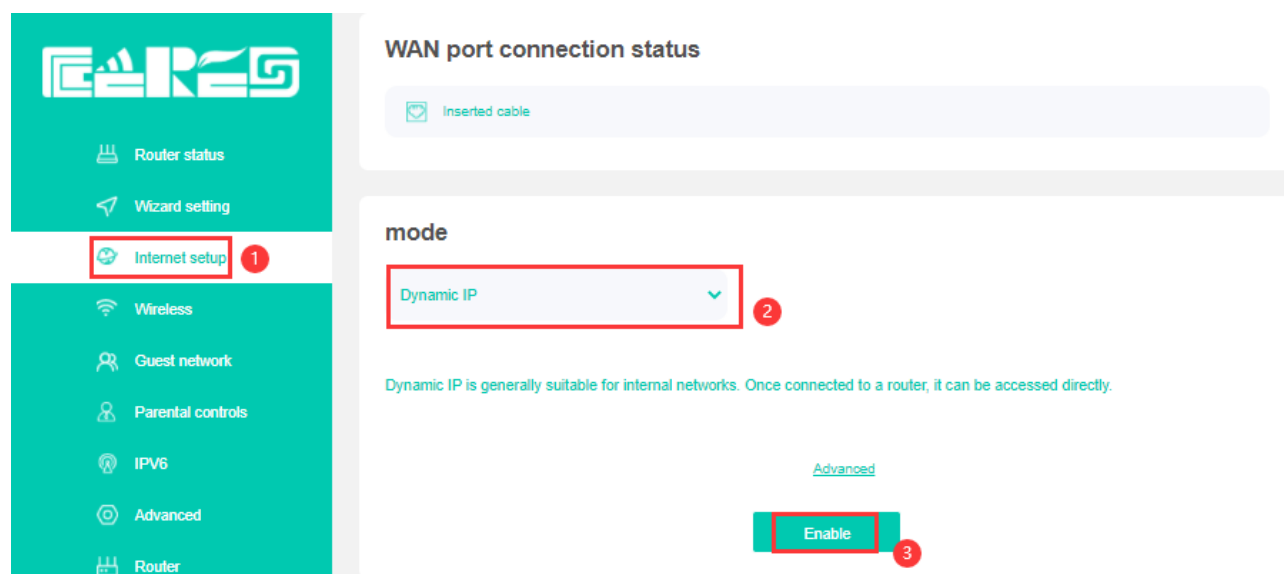 CARES
WAN port connection status
Inserted cable
Router status
Wizard setting
Internet setup
1
Wireless
Guest network
Parental controls
IPV6
Advanced
Router
mode
Dynamic IP
2
Dynamic IP is generally suitable for internal networks. Once connected to a router, it can be accessed directly.
Advanced
Enable
3